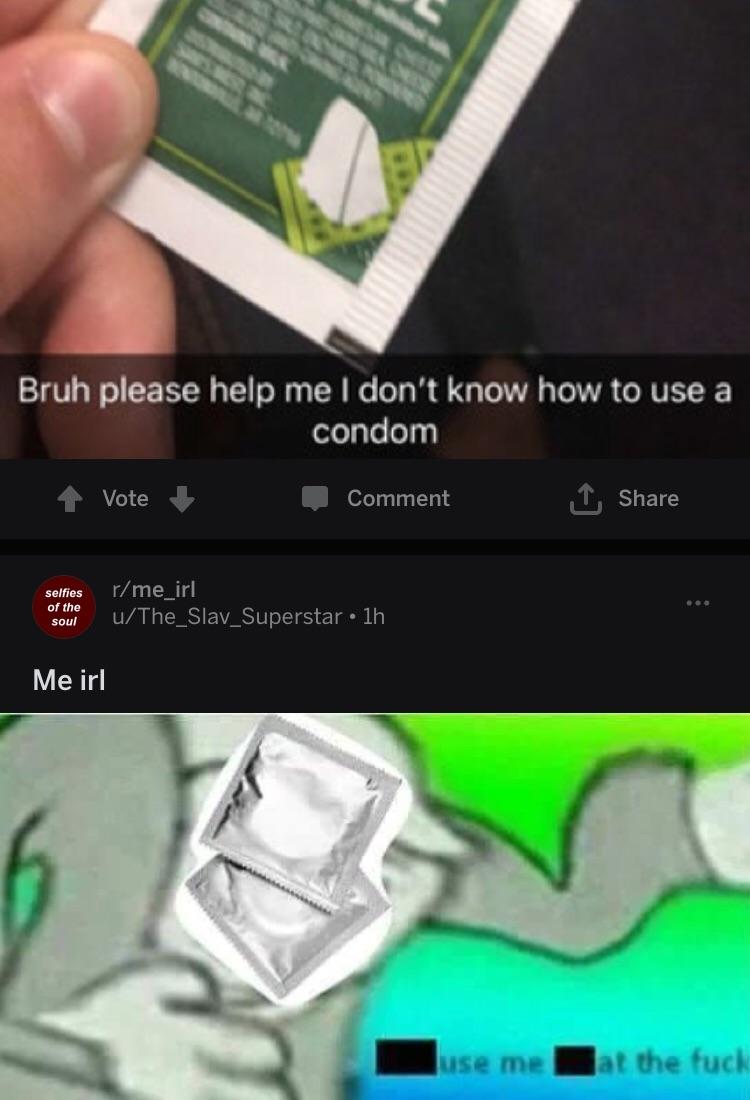 Bruh please help me I don't know how to use a
condom
Vote
Comment
Share
selfies
of the
soul
r/me_irl
u/The_Slav_Superstar • 1h
Me irl
use me at the fuck